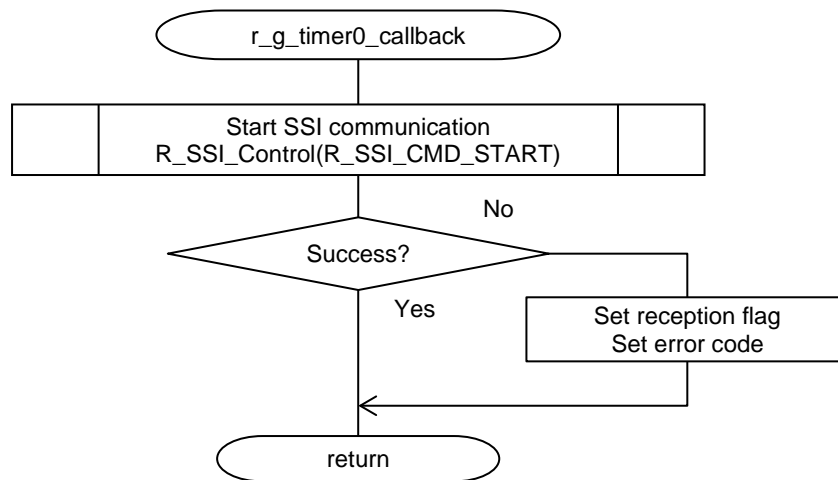 r_g_timer0_callback
Start SSI communication
R_SSI_Control(R_SSI_CMD_START)
No
Success?
Yes
Set reception flag
Set error code
return